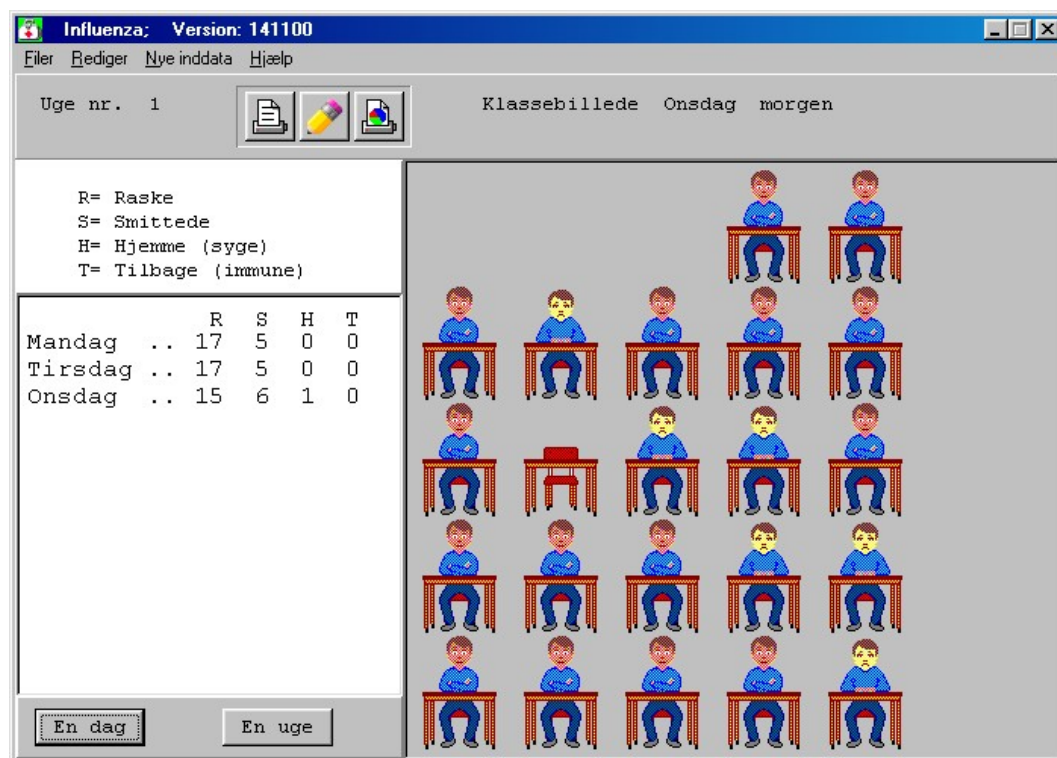 Influenza; Version: 141100
Filer Rediger Nye inddata Hjælp
Uge nr. 1 Klassebillede Onsdag morgen
R= Raske
S= Smittede
H= Hjemme (syge)
T= Tilbage (immune)
R S H T
Mandag .. 17 5 0 0
Tirsdag .. 17 5 0 0
Onsdag .. 15 6 1 0
En dag En uge